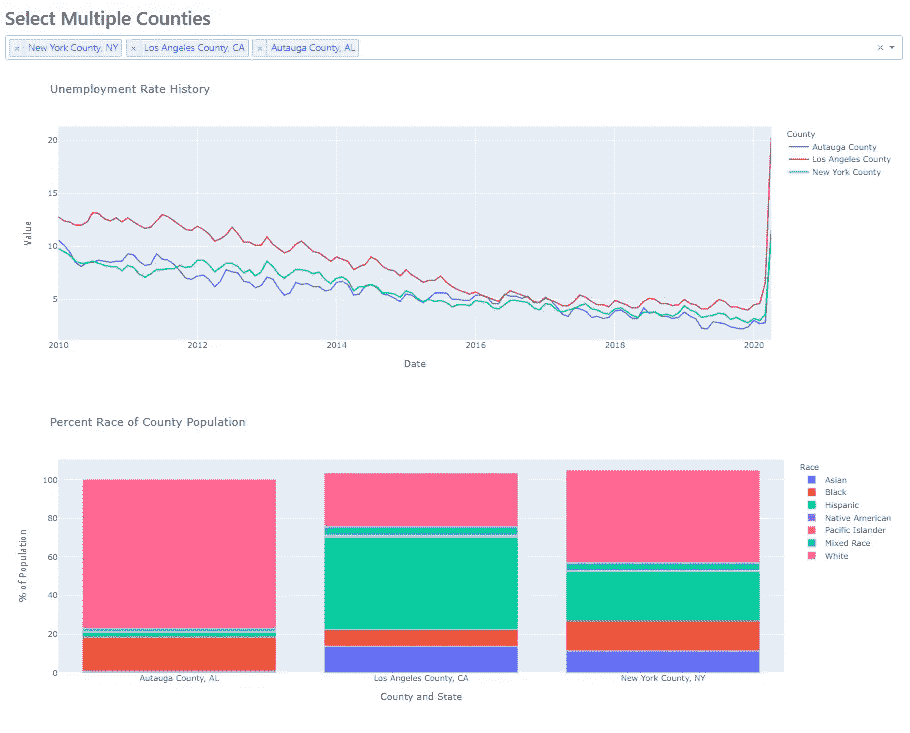 Select Multiple Counties
× New York County, NY × Los Angeles County, CA × Autauga County, AL ×
Unemployment Rate History
County
Autauga County
Los Angeles County
New York County
Value
20
15
10
5
2010 2012 2014 2016 2018 2020
Date
Percent Race of County Population
Race
Asian
Black
Hispanic
Native American
Pacific Islander
Mixed Race
White
% of Population
100
80
60
40
20
0
Autauga County, AL Los Angeles County, CA New York County, NY
County and State